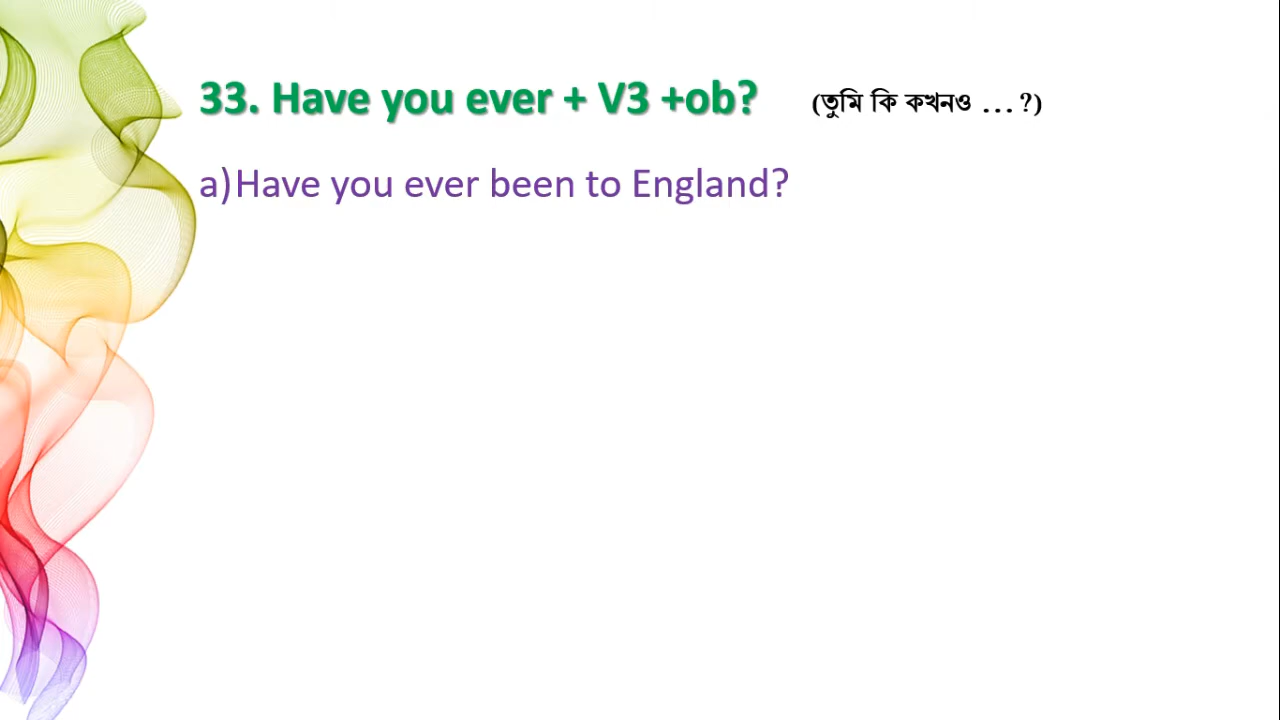 33. Have you ever + V3 +ob? (তুমি কি কখনও ...?)
a)Have you ever been to England?